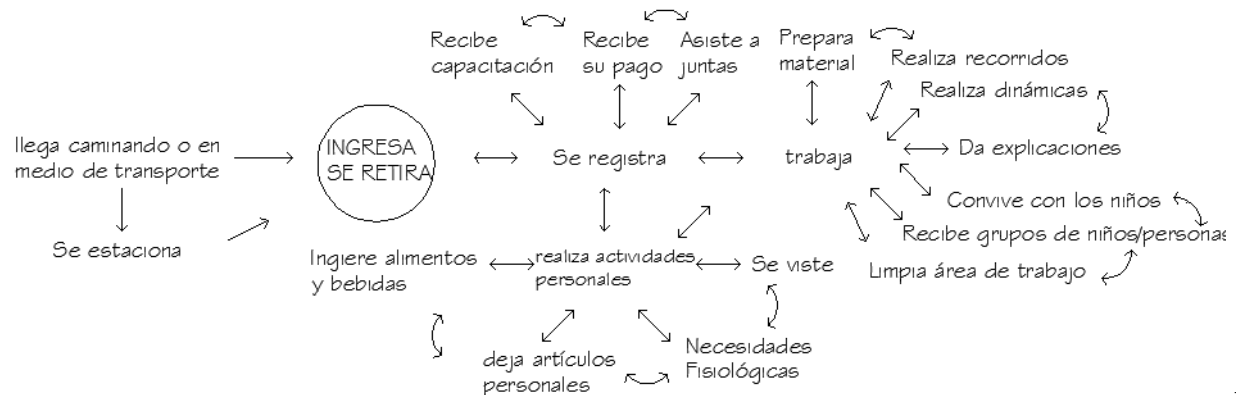 Recibe
capacitación
Recibe
su pago
Asiste a
juntas
Prepara
material
Realiza recorridos
Realiza dinámicas
llega caminando o en
medio de transporte
INGRESA
SE RETIRA
Se registra
trabaja
Da explicaciones
Se estaciona
Convive con los niños
Recibe grupos de niños/personas
Limpia área de trabajo
Ingiere alimentos
y bebidas
realiza actividades
personales
Se viste
deja artículos
personales
Necesidades
Fisiológicas